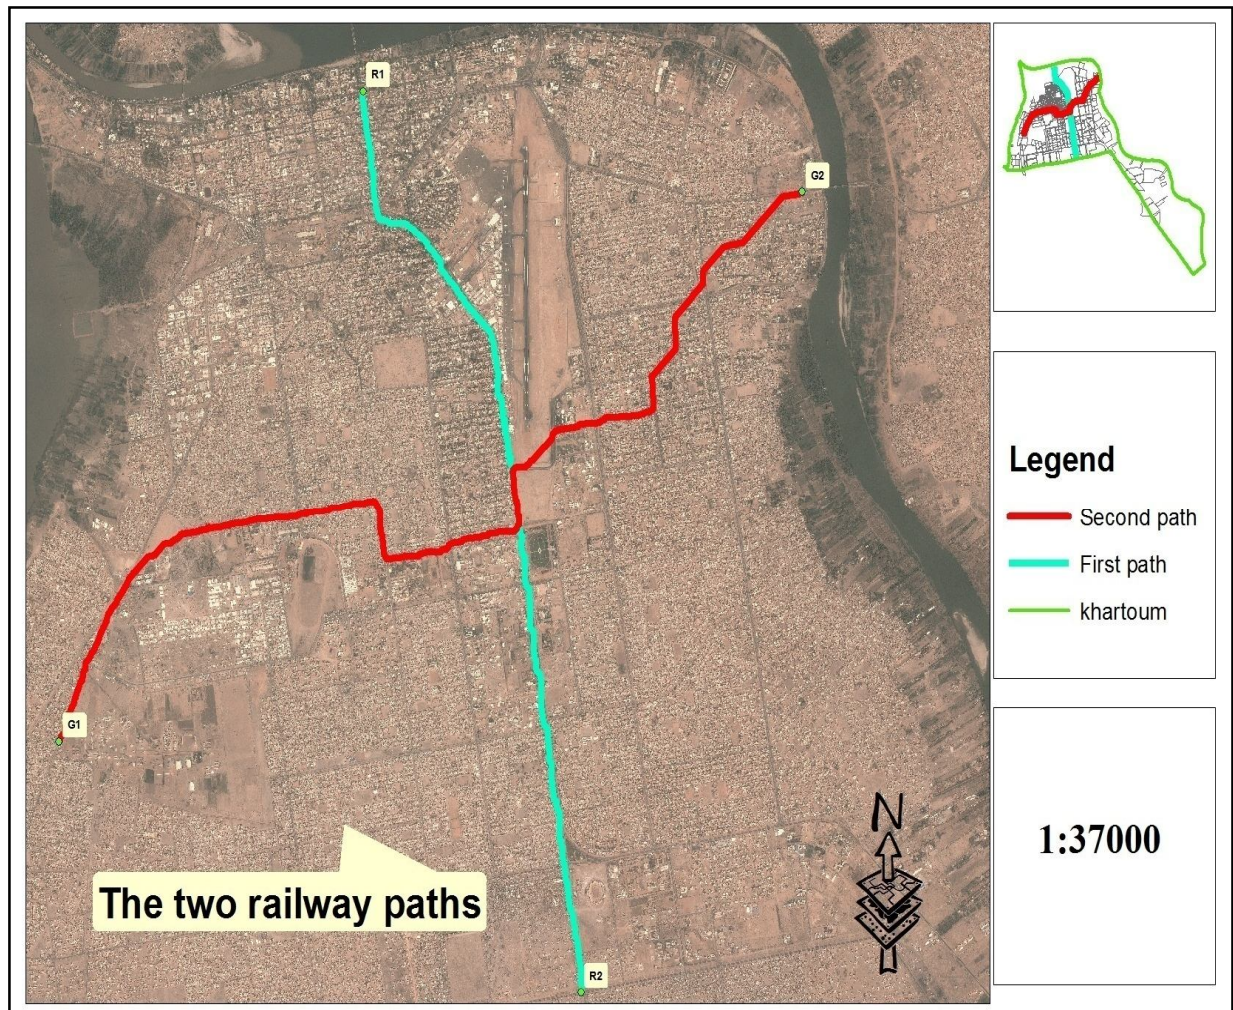 R1
G2
G1
R2
The two railway paths
N
Legend
Second path
First path
khartoum
1:37000